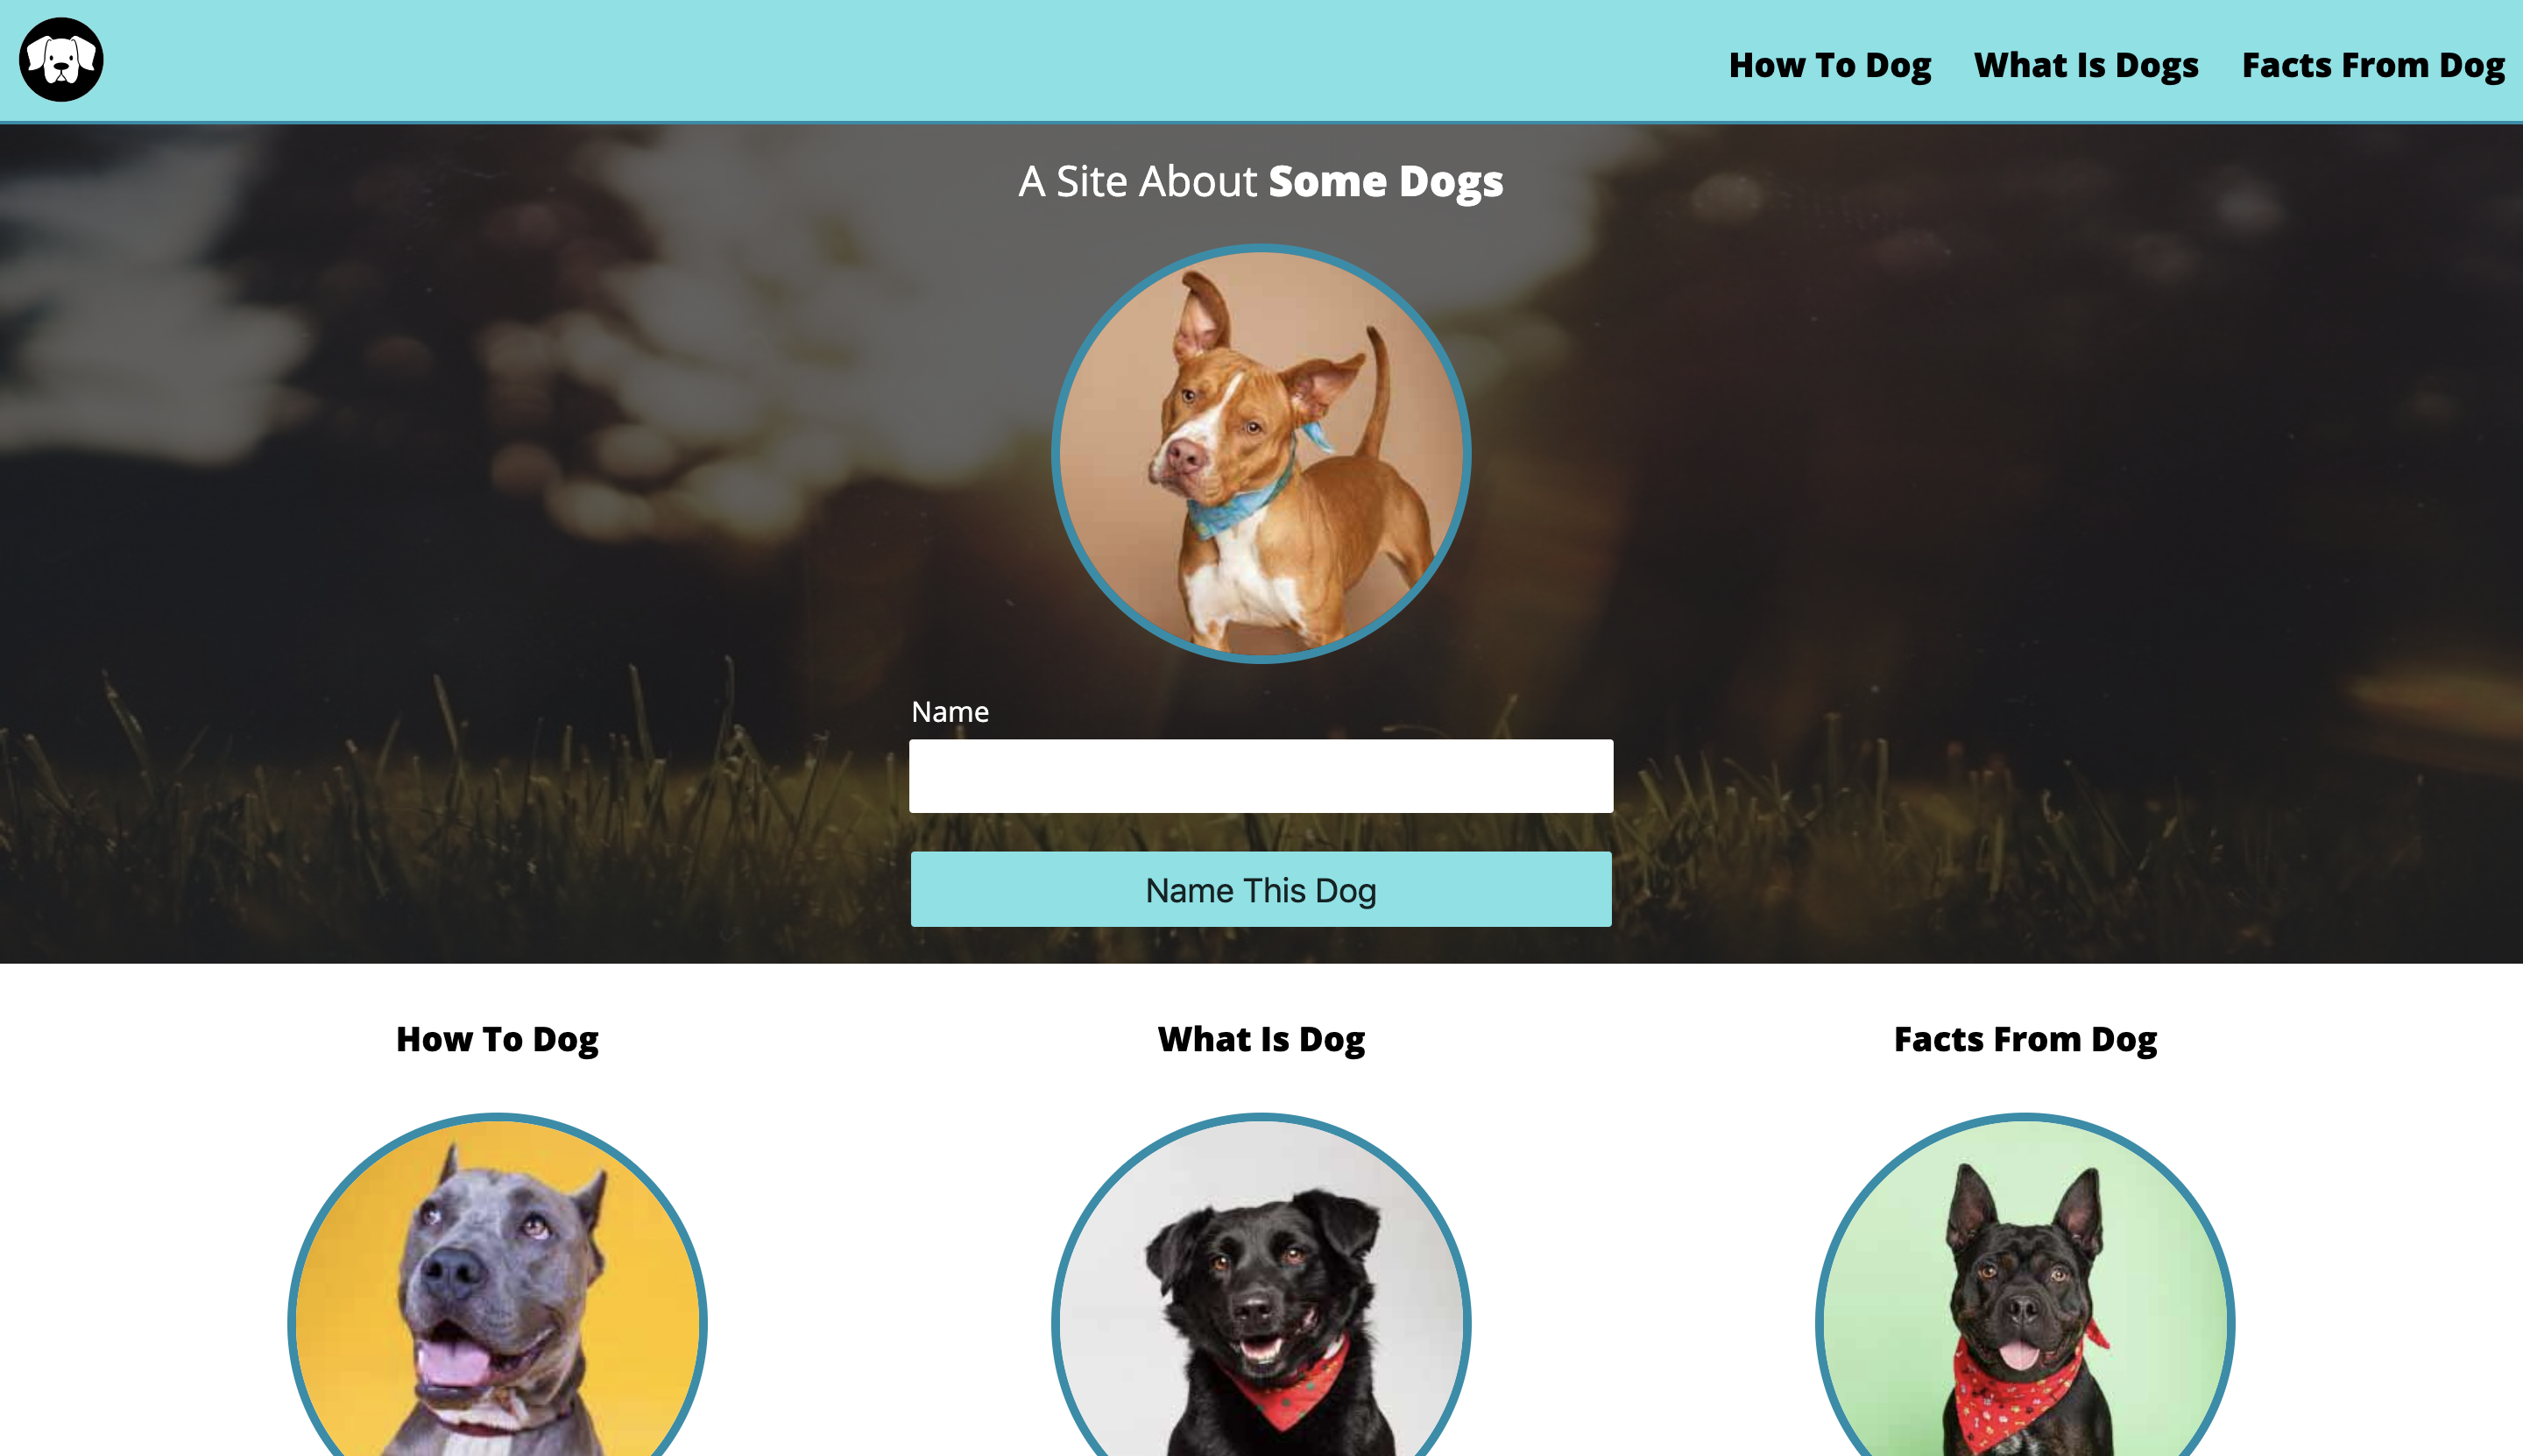 How To Dog What Is Dogs Facts From Dog
A Site About Some Dogs
Name
Name This Dog
How To Dog
What Is Dog
Facts From Dog